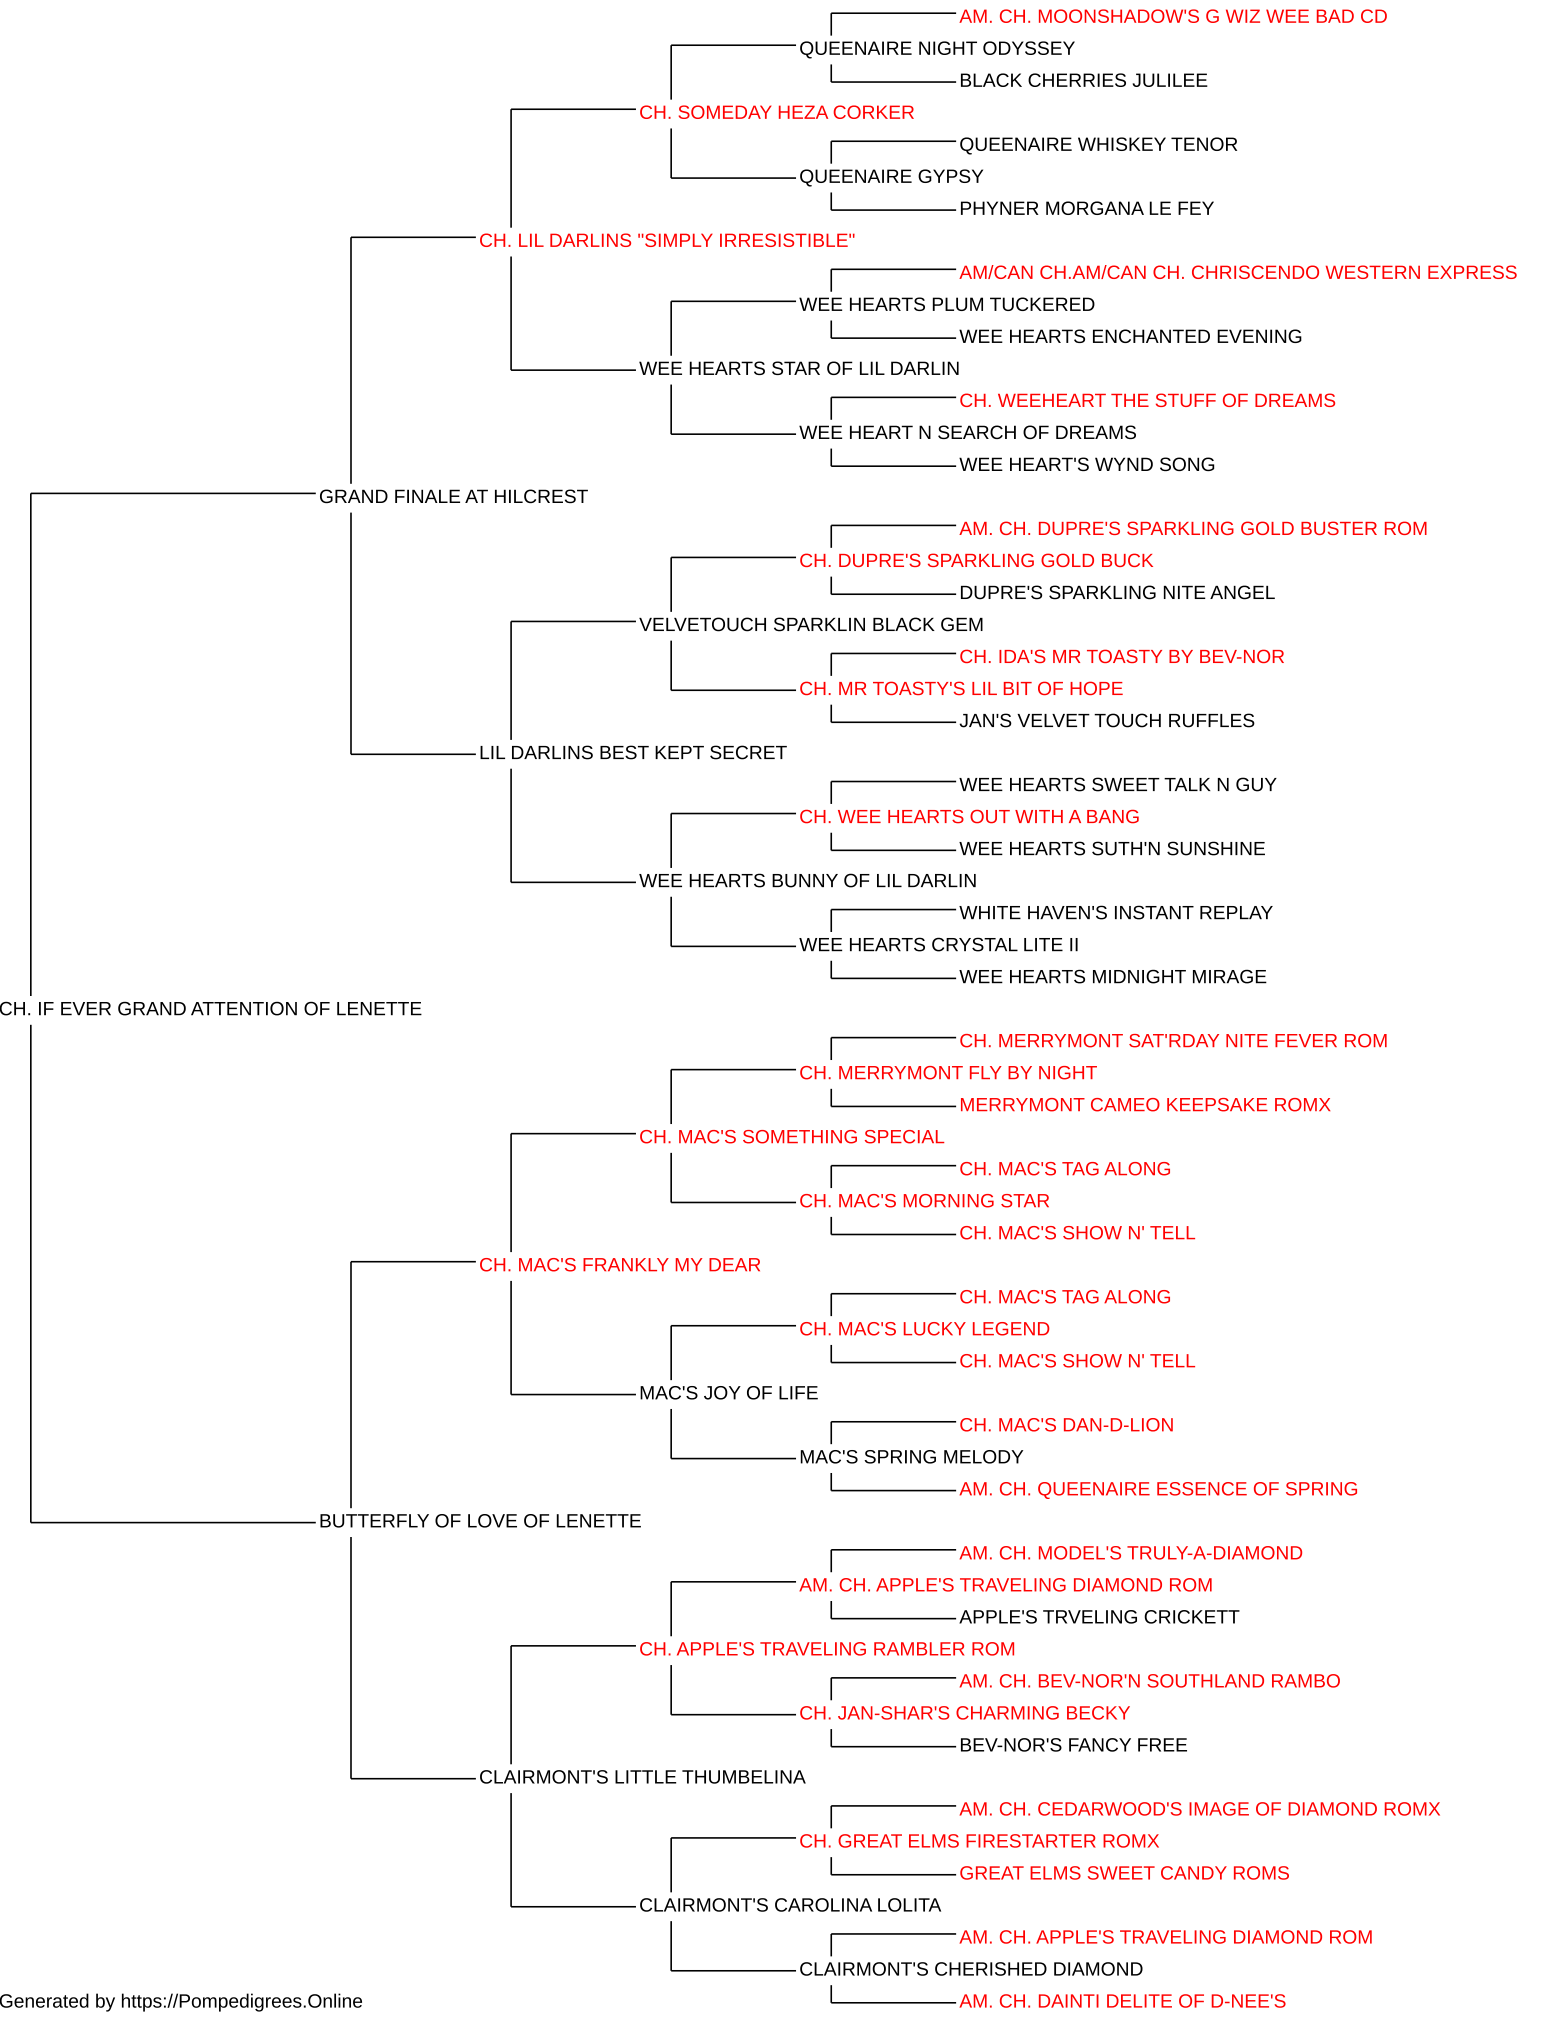 AM. CH. MOONSHADOW'S G WIZ WEE BAD CD
QUEENAIRE NIGHT ODYSSEY
BLACK CHERRIES JULILEE
CH. SOMEDAY HEZA CORKER
QUEENAIRE WHISKEY TENOR
QUEENAIRE GYPSY
PHYNER MORGANA LE FEY
CH. LIL DARLINS "SIMPLY IRRESISTIBLE"
AM/CAN CH.AM/CAN CH. CHRISCENDO WESTERN EXPRESS
WEE HEARTS PLUM TUCKERED
WEE HEARTS ENCHANTED EVENING
WEE HEARTS STAR OF LIL DARLIN
CH. WEEHEART THE STUFF OF DREAMS
WEE HEART N SEARCH OF DREAMS
WEE HEART'S WYND SONG
GRAND FINALE AT HILCREST
AM. CH. DUPRE'S SPARKLING GOLD BUSTER ROM
CH. DUPRE'S SPARKLING GOLD BUCK
DUPRE'S SPARKLING NITE ANGEL
VELVETOUCH SPARKLIN BLACK GEM
CH. IDA'S MR TOASTY BY BEV-NOR
CH. MR TOASTY'S LIL BIT OF HOPE
JAN'S VELVET TOUCH RUFFLES
LIL DARLINS BEST KEPT SECRET
WEE HEARTS SWEET TALK N GUY
CH. WEE HEARTS OUT WITH A BANG
WEE HEARTS SUTH'N SUNSHINE
WEE HEARTS BUNNY OF LIL DARLIN
WHITE HAVEN'S INSTANT REPLAY
WEE HEARTS CRYSTAL LITE II
WEE HEARTS MIDNIGHT MIRAGE
CH. IF EVER GRAND ATTENTION OF LENETTE
CH. MERRYMONT SAT'RDAY NITE FEVER ROM
CH. MERRYMONT FLY BY NIGHT
MERRYMONT CAMEO KEEPSAKE ROMX
CH. MAC'S SOMETHING SPECIAL
CH. MAC'S TAG ALONG
CH. MAC'S MORNING STAR
CH. MAC'S SHOW N' TELL
CH. MAC'S FRANKLY MY DEAR
CH. MAC'S TAG ALONG
CH. MAC'S LUCKY LEGEND
CH. MAC'S SHOW N' TELL
MAC'S JOY OF LIFE
CH. MAC'S DAN-D-LION
MAC'S SPRING MELODY
AM. CH. QUEENAIRE ESSENCE OF SPRING
BUTTERFLY OF LOVE OF LENETTE
AM. CH. MODEL'S TRULY-A-DIAMOND
AM. CH. APPLE'S TRAVELING DIAMOND ROM
APPLE'S TRVELING CRICKETT
CH. APPLE'S TRAVELING RAMBLER ROM
AM. CH. BEV-NOR'N SOUTHLAND RAMBO
CH. JAN-SHAR'S CHARMING BECKY
BEV-NOR'S FANCY FREE
CLAIRMONT'S LITTLE THUMBELINA
AM. CH. CEDARWOOD'S IMAGE OF DIAMOND ROMX
CH. GREAT ELMS FIRESTARTER ROMX
GREAT ELMS SWEET CANDY ROMS
CLAIRMONT'S CAROLINA LOLITA
AM. CH. APPLE'S TRAVELING DIAMOND ROM
CLAIRMONT'S CHERISHED DIAMOND
AM. CH. DAINTI DELITE OF D-NEE'S
Generated by https://Pompedigrees.Online